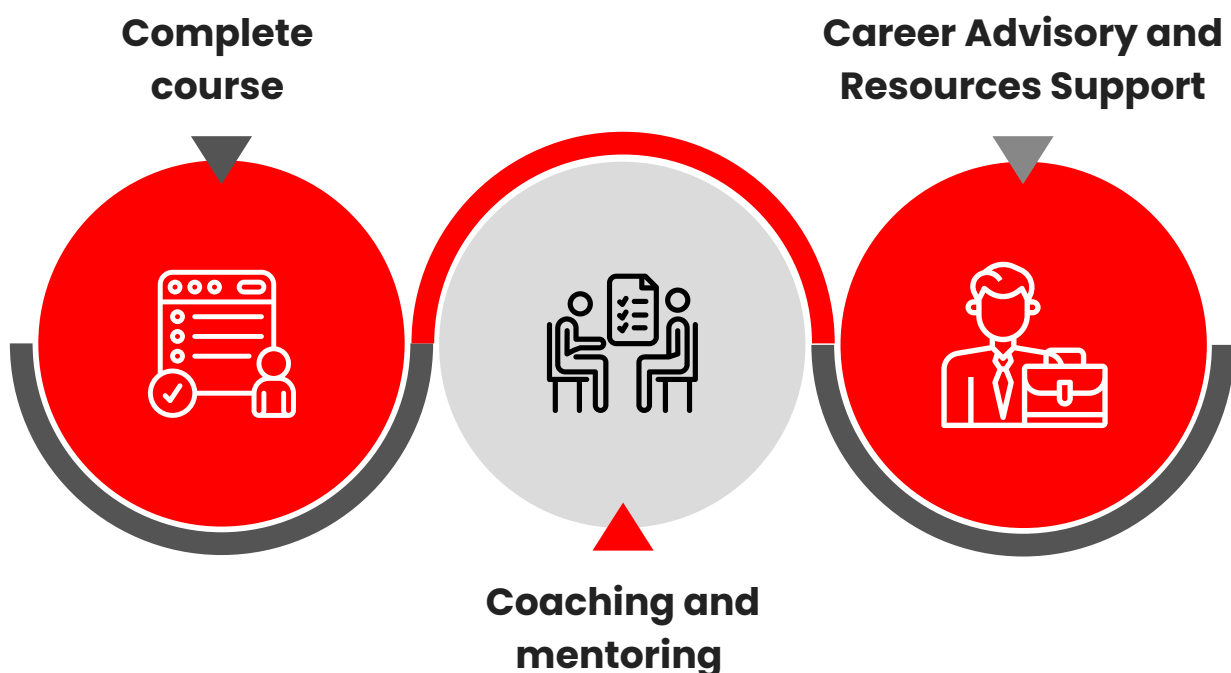 Complete
course
Career Advisory and
Resources Support
Coaching and
mentoring